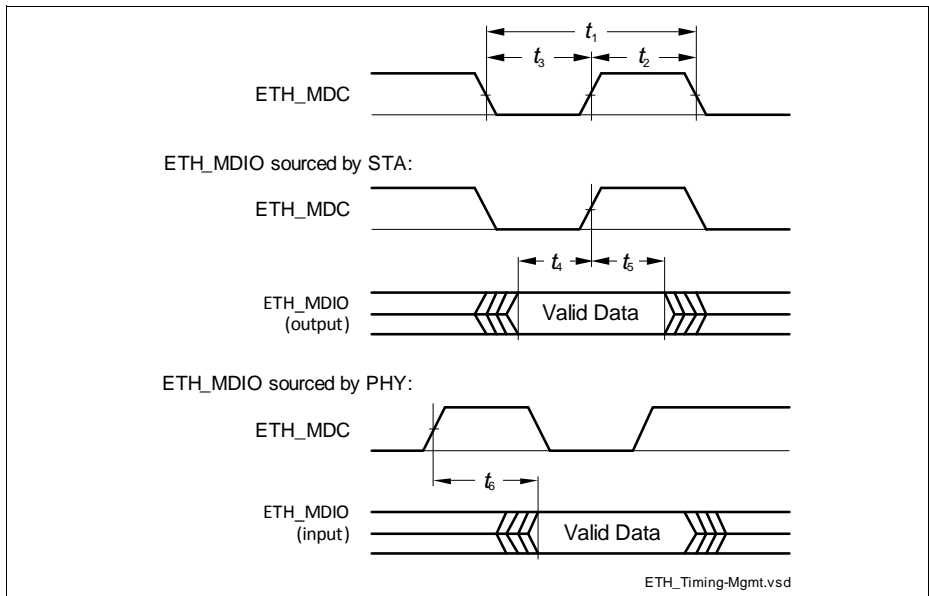 t1
t3 t2
ETH_MDC
ETH_MDIO sourced by STA:
ETH_MDC
t4 t5
ETH_MDIO
(output)
Valid Data
ETH_MDIO sourced by PHY:
ETH_MDC
t6
ETH_MDIO
(input)
Valid Data
ETH_Timing-Mgmt.vsd